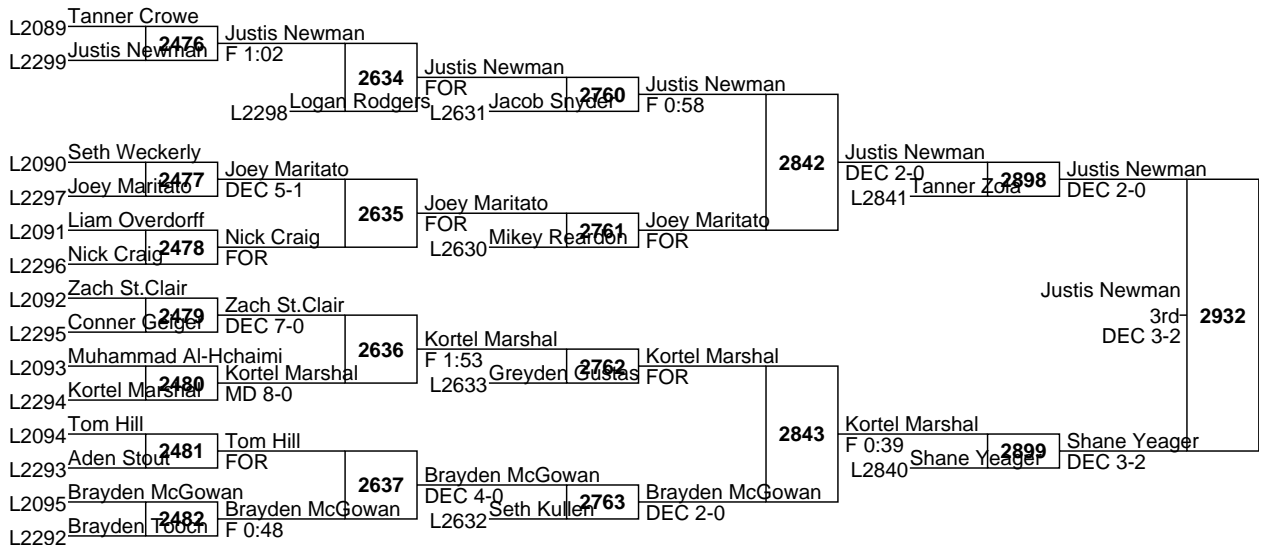 Tanner Crowe
L2089
2476
Justis Newman
L2299
Justis Newman
F 1:02
2634
Logan Rodgers
L2298
Justis Newman
FOR
L2631
Jacob Snyder
2760
Justis Newman
F 0:58
Seth Weckerly
L2090
2477
Joey Maritato
L2297
Joey Maritato
DEC 5-1
2635
Liam Overdorff
L2091
2478
Nick Craig
L2296
Nick Craig
FOR
Joey Maritato
FOR
L2630
Mikey Reardon
2761
Joey Maritato
FOR
2842
Justis Newman
DEC 2-0
L2841
Tanner Zola
2898
Justis Newman
DEC 2-0
Zach St.Clair
L2092
2479
Conner Geiger
L2295
Zach St.Clair
DEC 7-0
2636
Muhammad Al-Hchaimi
L2093
2480
Kortel Marshal
L2294
Kortel Marshal
MD 8-0
Kortel Marshal
F 1:53
L2633
Greyden Gustas
2762
Kortel Marshal
FOR
Tom Hill
L2094
2481
Aden Stout
L2293
Tom Hill
FOR
2637
Brayden McGowan
L2095
2482
Brayden Tooch
L2292
Brayden McGowan
F 0:48
Brayden McGowan
DEC 4-0
L2632
Seth Kullen
2763
Brayden McGowan
DEC 2-0
2843
Kortel Marshal
F 0:39
L2840
Shane Yeager
2899
Shane Yeager
DEC 3-2
Justis Newman
3rd
DEC 3-2
2932